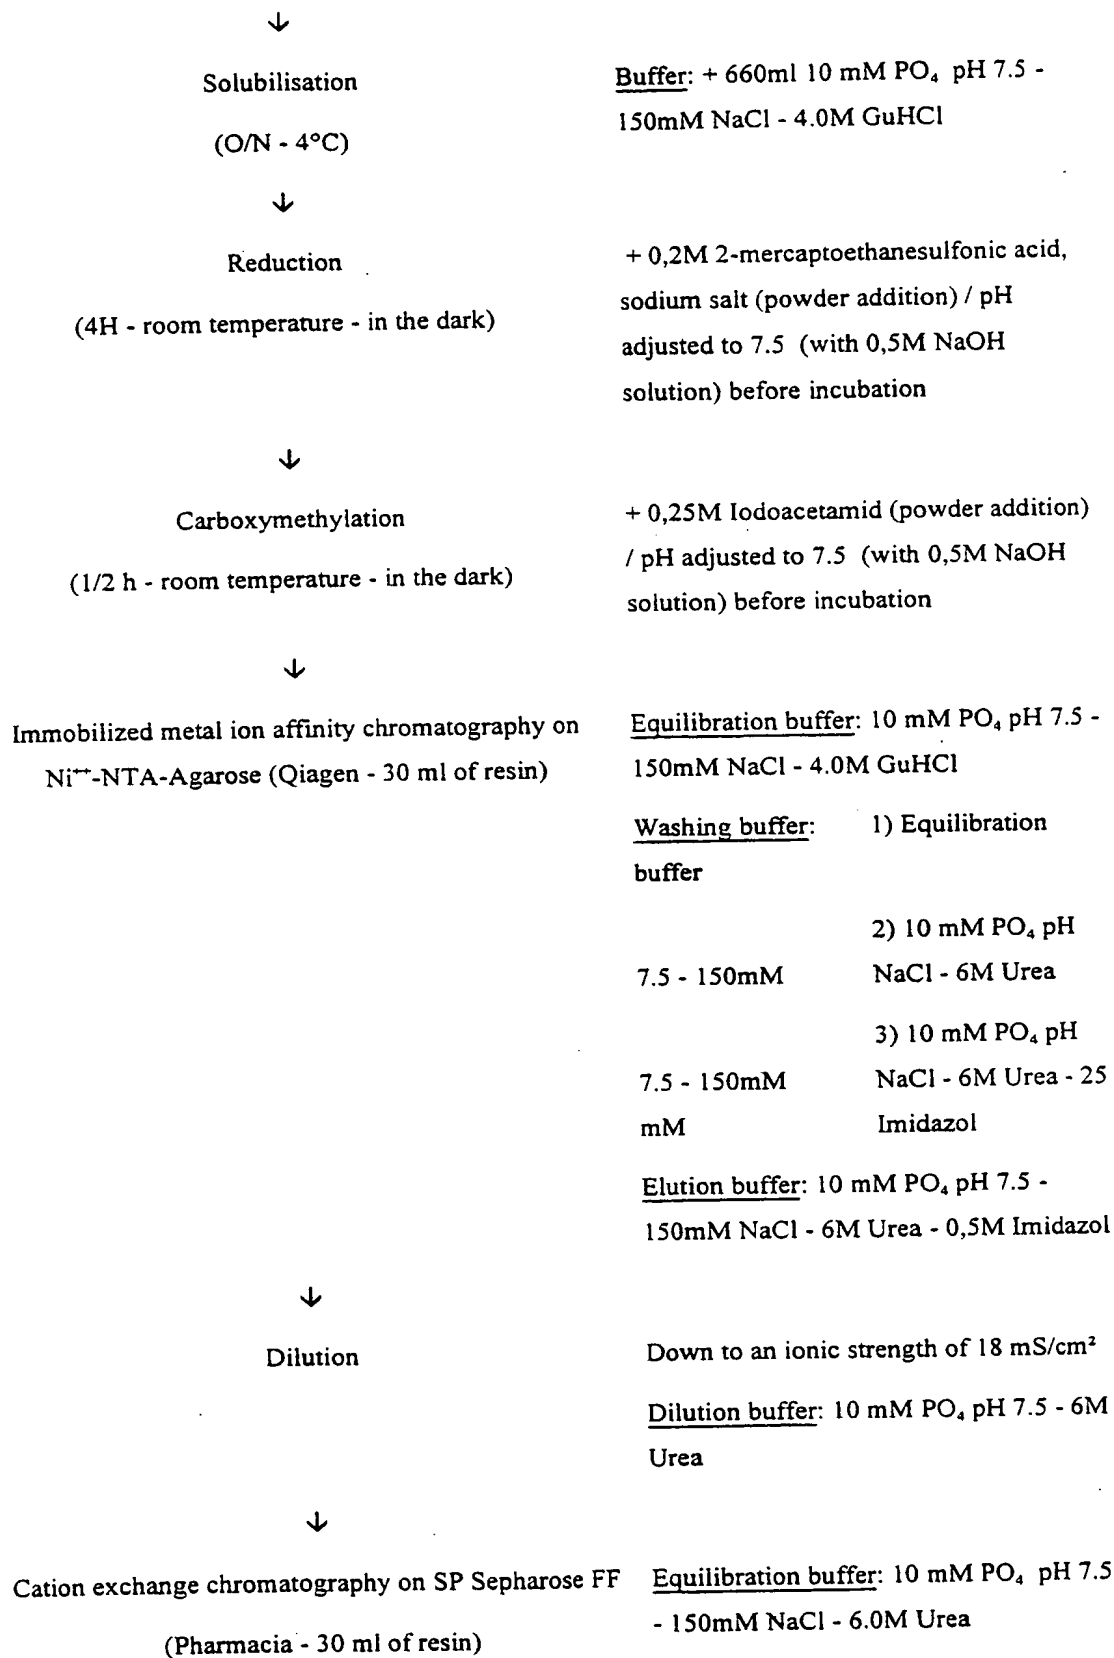 ↓
Solubilisation
(O/N - 4°C)
Buffer: + 660ml 10 mM PO₄ pH 7.5 -
150mM NaCl - 4.0M GuHCl
↓
Reduction
(4H - room temperature - in the dark)
+ 0,2M 2-mercaptoethanesulfonic acid,
sodium salt (powder addition) / pH
adjusted to 7.5 (with 0,5M NaOH
solution) before incubation
↓
Carboxymethylation
(1/2 h - room temperature - in the dark)
+ 0,25M Iodoacetamid (powder addition)
/ pH adjusted to 7.5 (with 0,5M NaOH
solution) before incubation
↓
Immobilized metal ion affinity chromatography on
Ni⁺⁺-NTA-Agarose (Qiagen - 30 ml of resin)
Equilibration buffer: 10 mM PO₄ pH 7.5 -
150mM NaCl - 4.0M GuHCl
Washing buffer: 1) Equilibration
buffer
2) 10 mM PO₄ pH
7.5 - 150mM NaCl - 6M Urea
3) 10 mM PO₄ pH
7.5 - 150mM NaCl - 6M Urea - 25
mM Imidazol
Elution buffer: 10 mM PO₄ pH 7.5 -
150mM NaCl - 6M Urea - 0,5M Imidazol
↓
Dilution
Down to an ionic strength of 18 mS/cm²
Dilution buffer: 10 mM PO₄ pH 7.5 - 6M
Urea
↓
Cation exchange chromatography on SP Sepharose FF
(Pharmacia - 30 ml of resin)
Equilibration buffer: 10 mM PO₄ pH 7.5
- 150mM NaCl - 6.0M Urea